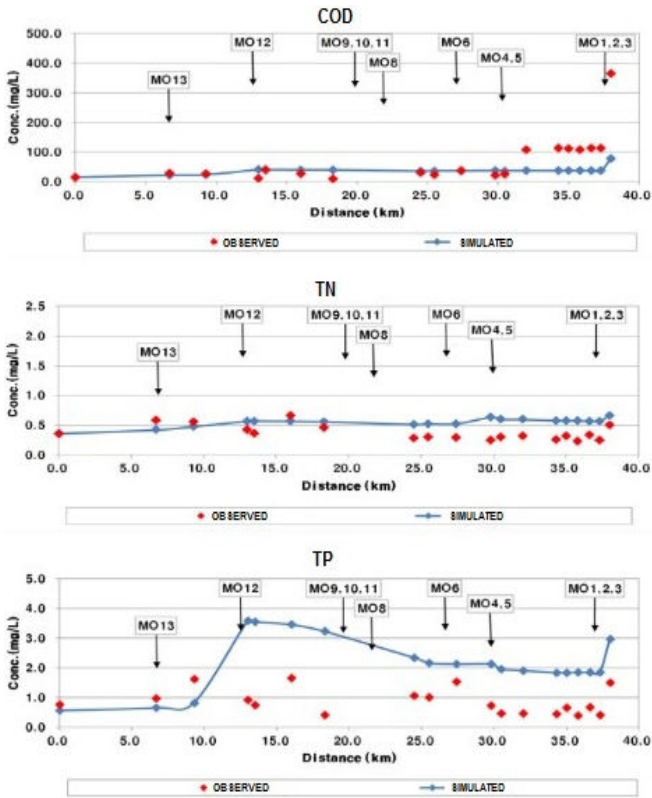 COD
500.0
400.0
300.0
200.0
100.0
0.0
Conc.(mg/L)
MO13
MO12
MO9,10,11
MO8
MO6
MO4,5
MO1,2,3
0.0 5.0 10.0 15.0 20.0 25.0 30.0 35.0 40.0
Distance (km)
OBSERVED SIMULATED
TN
2.5
2.0
1.5
1.0
0.5
0.0
Conc.(mg/L)
MO13
MO12
MO9,10,11
MO8
MO6
MO4,5
MO1,2,3
0.0 5.0 10.0 15.0 20.0 25.0 30.0 35.0 40.0
Distance (km)
OBSERVED SIMULATED
TP
5.0
4.0
3.0
2.0
1.0
0.0
Conc.(mg/L)
MO13
MO12
MO9,10,11
MO8
MO6
MO4,5
MO1,2,3
0.0 5.0 10.0 15.0 20.0 25.0 30.0 35.0 40.0
Distance (km)
OBSERVED SIMULATED